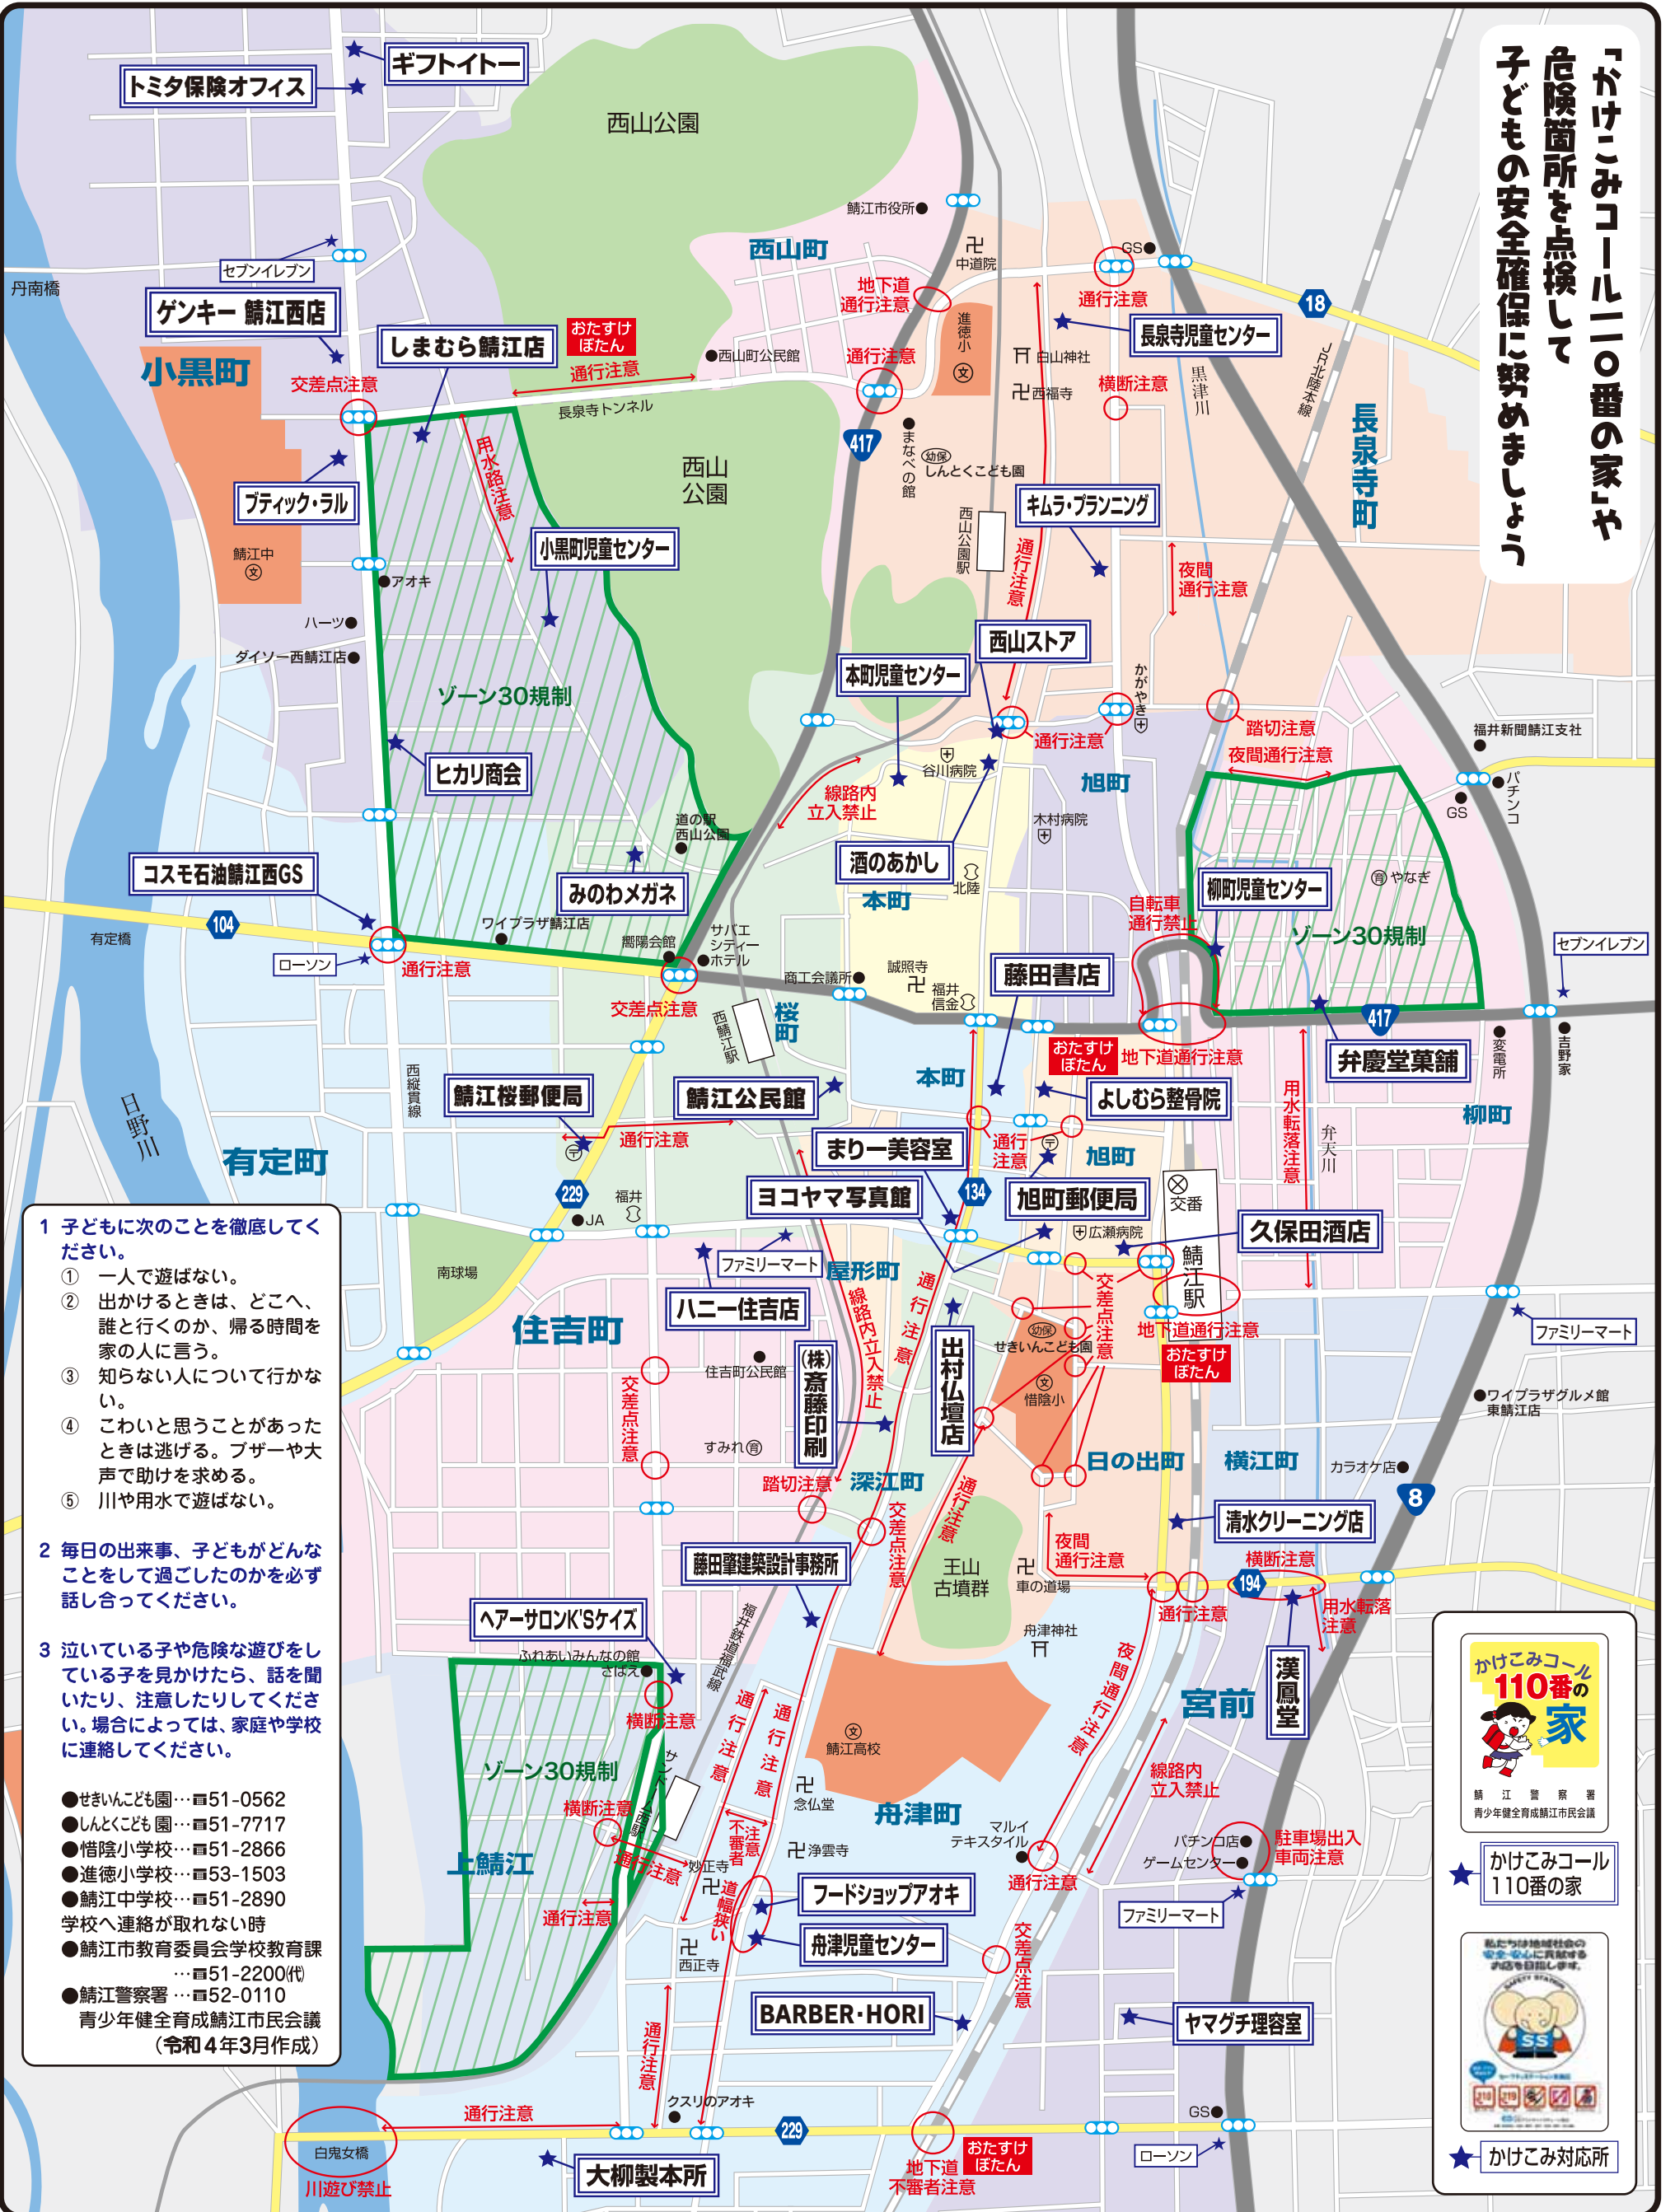 「かけこみコール一一〇番の家」や
危険箇所を点検して
子どもの安全確保に努めましょう
ギフトイトー
トミタ保険オフィス
西山公園
鯖江市役所
中道院
GS
セブンイレブン
丹南橋
西山町
地下道
通行注意
通行注意
18
ゲンキー 鯖江西店
しまむら鯖江店
おたすけ
ぼたん
通行注意
長泉寺トンネル
西山町公民館
通行注意
進徳小
文
白山神社
西福寺
長泉寺児童センター
横断注意
黒津川
JR北陸本線
長泉寺町
小黒町
交差点注意
用水路注意
417
まなべの館
幼保
しんとくこども園
西山
公園
ブティック・ラル
キムラ・プランニング
西山公園駅
通行注意
夜間
通行注意
鯖江中
文
小黒町児童センター
アオキ
ハーツ
ダイソー西鯖江店
西山ストア
本町児童センター
かがやき
踏切注意
夜間通行注意
福井新聞鯖江支社
パチンコ
GS
ゾーン30規制
通行注意
谷川病院
旭町
木村病院
線路内
立入禁止
ヒカリ商会
道の駅
西山公園
コスモ石油鯖江西GS
みのわメガネ
酒のあかし
北陸
本町
柳町児童センター
育 やなぎ
自転車
通行禁止
ゾーン30規制
104
有定橋
ローソン
通行注意
ワイプラザ鯖江店
嚮陽会館
サバエ
シティー
ホテル
交差点注意
商工会議所
誠照寺
福井
信金
藤田書店
セブンイレブン
西鯖江駅
桜町
417
おたすけ
ぼたん
地下道通行注意
弁慶堂菓舗
変電所
吉野家
日野川
西縦貫線
鯖江桜郵便局
鯖江公民館
本町
よしむら整骨院
用水転落注意
弁天川
柳町
通行注意
通行
注意
有定町
まりー美容室
旭町
ヨコヤマ写真館
134
旭町郵便局
交番
229
JA
福井
広瀬病院
久保田酒店
鯖江駅
ファミリーマート
屋形町
ハニー住吉店
南球場
住吉町
線路内立入禁止
通行注意
交差点注意
地下道通行注意
おたすけ
ぼたん
ファミリーマート
幼保
せきいんこども園
文
惜陰小
住吉町公民館
(株)斎藤印刷
出村仏壇店
交差点注意
すみれ 育
ワイプラザグルメ館
東鯖江店
踏切注意
深江町
日の出町
横江町
カラオケ店
8
交差点注意
通行注意
清水クリーニング店
夜間
通行注意
横断注意
194
王山
古墳群
車の道場
通行注意
用水転落
注意
藤田肇建築設計事務所
ヘアーサロンK'Sケイズ
福井鉄道福武線
ふれあいみんなの館
さばえ
舟津神社
漢鳳堂
横断注意
通行注意
通行注意
文
鯖江高校
夜間通行注意
宮前
ゾーン30規制
サンドーム西駅
線路内
立入禁止
念仏堂
舟津町
横断注意
不審者
注意
浄雲寺
マルイ
テキスタイル
パチンコ店
ゲームセンター
駐車場出入
車両注意
上鯖江
通行注意
妙正寺
道幅狭い
フードショップアオキ
通行注意
ファミリーマート
通行注意
舟津児童センター
西正寺
交差点注意
BARBER・HORI
ヤマグチ理容室
通行注意
クスリのアオキ
通行注意
229
GS
ローソン
白鬼女橋
川遊び禁止
大柳製本所
地下道
不審者注意
おたすけ
ぼたん
1 子どもに次のことを徹底してく
ださい。
① 一人で遊ばない。
② 出かけるときは、どこへ、
誰と行くのか、帰る時間を
家の人に言う。
③ 知らない人について行かな
い。
④ こわいと思うことがあった
ときは逃げる。ブザーや大
声で助けを求める。
⑤ 川や用水で遊ばない。
2 毎日の出来事、子どもがどんな
ことをして過ごしたのかを必ず
話し合ってください。
3 泣いている子や危険な遊びをし
ている子を見かけたら、話を聞
いたり、注意したりしてくださ
い。場合によっては、家庭や学校
に連絡してください。
●せきいんこども園…☎51-0562
●しんとくこども園…☎51-7717
●惜陰小学校…☎51-2866
●進徳小学校…☎53-1503
●鯖江中学校…☎51-2890
学校へ連絡が取れない時
●鯖江市教育委員会学校教育課
…☎51-2200㈹
●鯖江警察署…☎52-0110
青少年健全育成鯖江市民会議
（令和４年3月作成）
かけこみコール
110番の
家
鯖江警察署
青少年健全育成鯖江市民会議
かけこみコール
110番の家
私たちは地域社会の
安全・安心に貢献する
お店を目指します。
SAFETY STATION
SS
かけこみ対応所